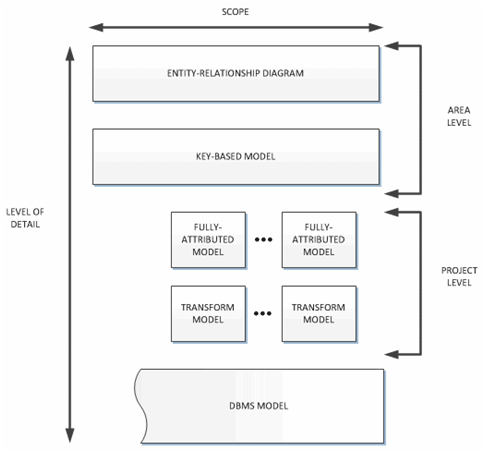 SCOPE
ENTITY-RELATIONSHIP DIAGRAM
AREA
LEVEL
KEY-BASED MODEL
LEVEL OF
DETAIL
FULLY-
ATTRIBUTED
MODEL
FULLY-
ATTRIBUTED
MODEL
PROJECT
LEVEL
TRANSFORM
MODEL
TRANSFORM
MODEL
DBMS MODEL